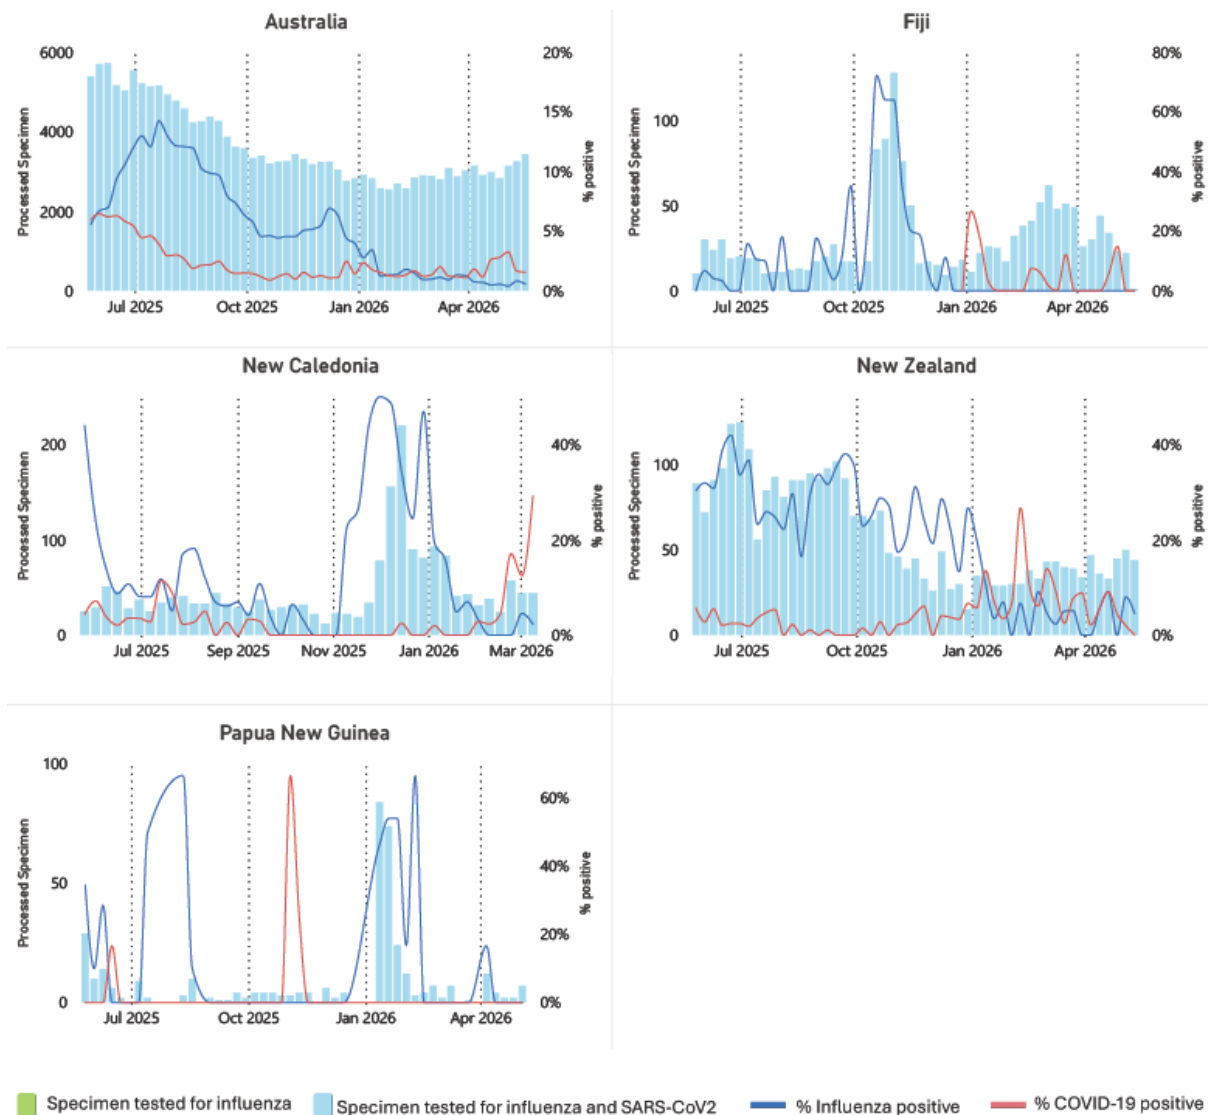 Australia
6000
4000
2000
0
Processed Specimen
20%
15%
10%
5%
0%
% positive
Jul 2025
Oct 2025
Jan 2026
Apr 2026
Fiji
100
50
0
Processed Specimen
80%
60%
40%
20%
0%
% positive
Jul 2025
Oct 2025
Jan 2026
Apr 2026
New Caledonia
200
100
0
Processed Specimen
40%
20%
0%
% positive
Jul 2025
Sep 2025
Nov 2025
Jan 2026
Mar 2026
New Zealand
100
50
0
Processed Specimen
40%
20%
0%
% positive
Jul 2025
Oct 2025
Jan 2026
Apr 2026
Papua New Guinea
100
50
0
Processed Specimen
60%
40%
20%
0%
% positive
Jul 2025
Oct 2025
Jan 2026
Apr 2026
Specimen tested for influenza
Specimen tested for influenza and SARS-CoV2
% Influenza positive
% COVID-19 positive